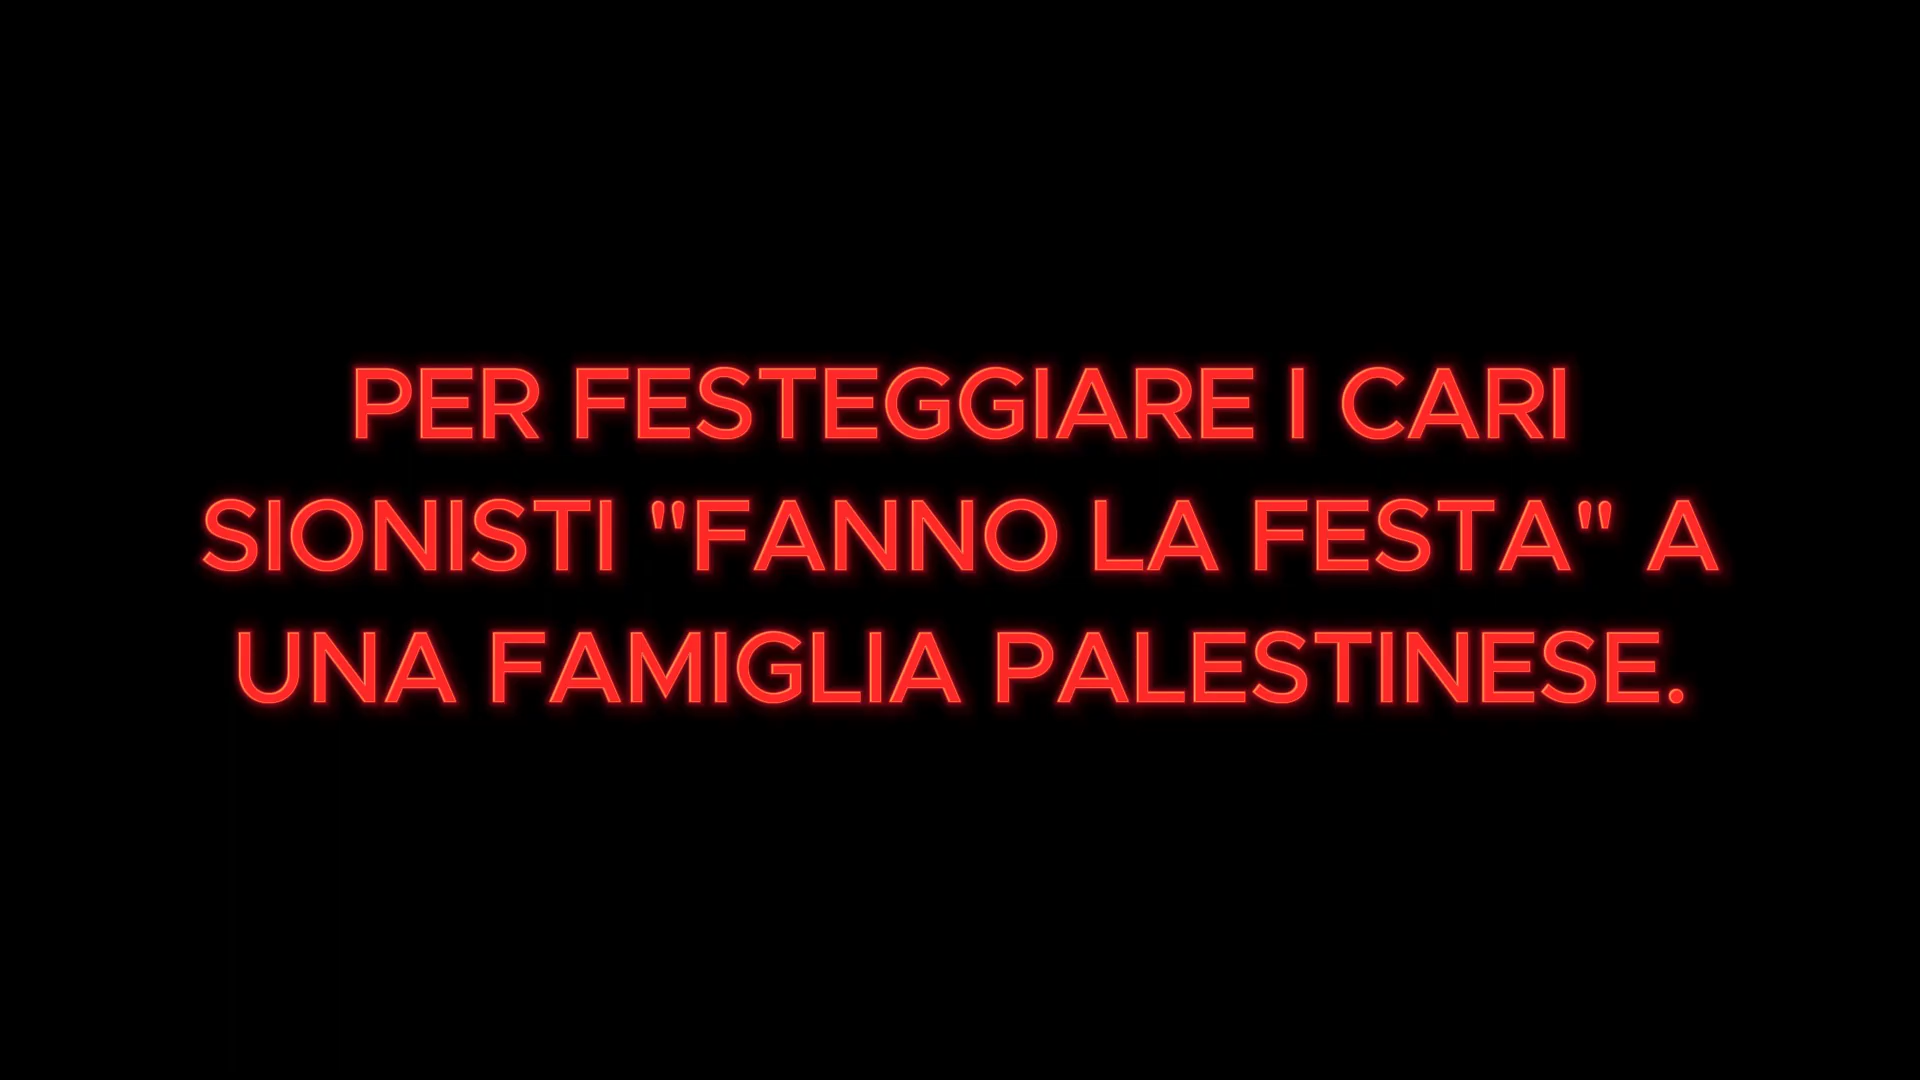 PER FESTEGGIARE I CARI
SIONISTI "FANNO LA FESTA" A
UNA FAMIGLIA PALESTINESE.